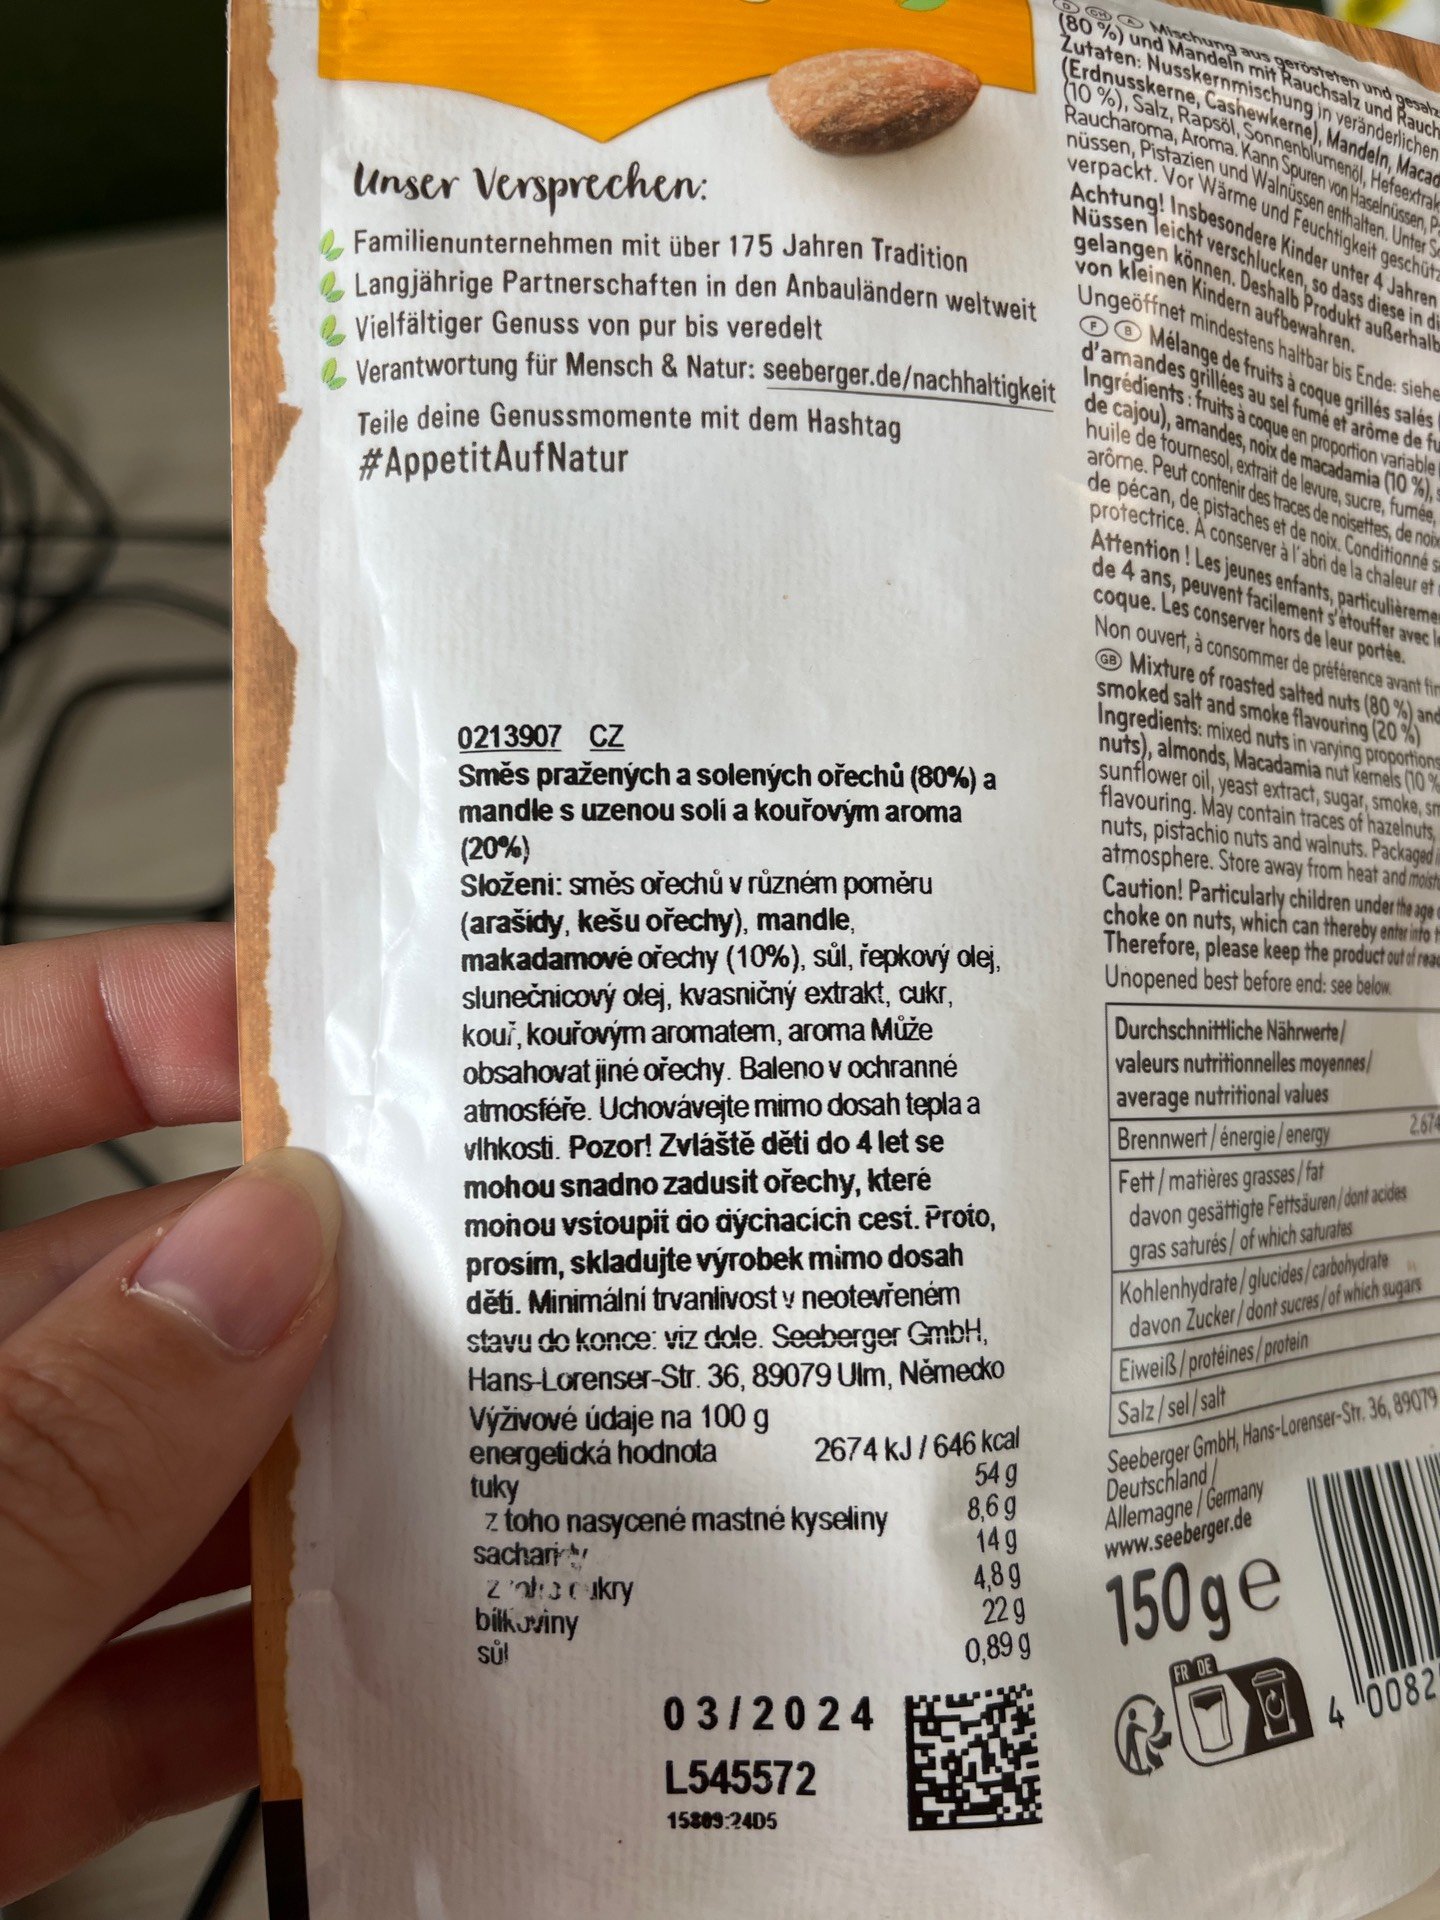 Unser Versprechen:
Familienunternehmen mit über 175 Jahren Tradition
Langjährige Partnerschaften in den Anbauländern weltweit
Vielfältiger Genuss von pur bis veredelt
Verantwortung für Mensch & Natur: seeberger.de/nachhaltigkeit
Teile deine Genussmomente mit dem Hashtag
#AppetitAufNatur
0213907 CZ
Směs pražených a solených ořechů (80%) a
mandle s uzenou solí a kouřovým aroma
(20%)
Složení: směs ořechů v různém poměru
(arašídy, kešu ořechy), mandle,
makadamové ořechy (10%), sůl, řepkový olej,
slunečnicový olej, kvasničný extrakt, cukr,
kouř, kouřovým aromatem, aroma Může
obsahovat jiné ořechy. Baleno v ochranné
atmosféře. Uchovávejte mimo dosah tepla a
vlhkosti. Pozor! Zvláště děti do 4 let se
mohou snadno zadusit ořechy, které
mohou vstoupit do dýchacích cest. Proto,
prosím, skladujte výrobek mimo dosah
dětí. Minimální trvanlivost v neotevřeném
stavu do konce: viz dole. Seeberger GmbH,
Hans-Lorenser-Str. 36, 89079 Ulm, Německo
Výživové údaje na 100 g
energetická hodnota 2674 kJ / 646 kcal
tuky 54 g
z toho nasycené mastné kyseliny 8,6 g
14 g
4,8 g
bílkoviny 22 g
sůl 0,89 g
03/2024
L545572
D CH A Mischung aus gerösteten und
(80 %) und Mandeln mit Rauchsalz und
Zutaten: Nusskernmischung in veränderlichen
(Erdnusskerne, Cashewkerne), Mandeln,
(10 %), Salz, Rapsöl, Sonnenblumenöl,
Raucharoma, Aroma. Kann Spuren von Haselnüssen,
nüssen, Pistazien und Walnüssen enthalten. Unter
verpackt. Vor Wärme und Feuchtigkeit
Achtung! Insbesondere Kinder unter 4 Jahren
Nüssen leicht verschlucken, so dass diese in
gelangen können. Deshalb Produkt
von kleinen Kindern aufbewahren.
Ungeöffnet mindestens haltbar bis Ende: siehe
F B Mélange de fruits à coque grillés salés
d'amandes grillées au sel fumé et arôme de
Ingrédients : fruits à coque en proportion variable
de cajou), amandes, noix de macadamia (10 %),
huile de tournesol, extrait de levure, sucre, fumée,
arôme. Peut contenir des traces de noisettes, de
de pécan, de pistaches et de noix. Conditionné
protectrice. À conserver à l'abri de la chaleur et
Attention ! Les jeunes enfants,
de 4 ans, peuvent facilement s'étouffer avec
coque. Les conserver hors de leur portée.
Non ouvert, à consommer de préférence avant
GB Mixture of roasted salted nuts (80 %) and
smoked salt and smoke flavouring (20 %)
Ingredients: mixed nuts in varying proportions
nuts), almonds, Macadamia nut kernels (10 %
sunflower oil, yeast extract, sugar, smoke,
flavouring. May contain traces of hazelnuts,
nuts, pistachio nuts and walnuts. Packaged
atmosphere. Store away from heat and
Caution! Particularly children under the age
choke on nuts, which can thereby enter into
Therefore, please keep the product out of
Unopened best before end: see below.
Durchschnittliche Nährwerte/
valeurs nutritionnelles moyennes/
average nutritional values
Brennwert / énergie / energy
Fett / matières grasses / fat
davon gesättigte Fettsäuren / dont acides
gras saturés / of which saturates
Kohlenhydrate / glucides / carbohydrate
davon Zucker / dont sucres / of which sugars
Eiweiß / protéines / protein
Salz / sel / salt
Seeberger GmbH, Hans-Lorenser-Str. 36, 89079
Deutschland /
Allemagne / Germany
www.seeberger.de
150 g e
FR DE
4 0082